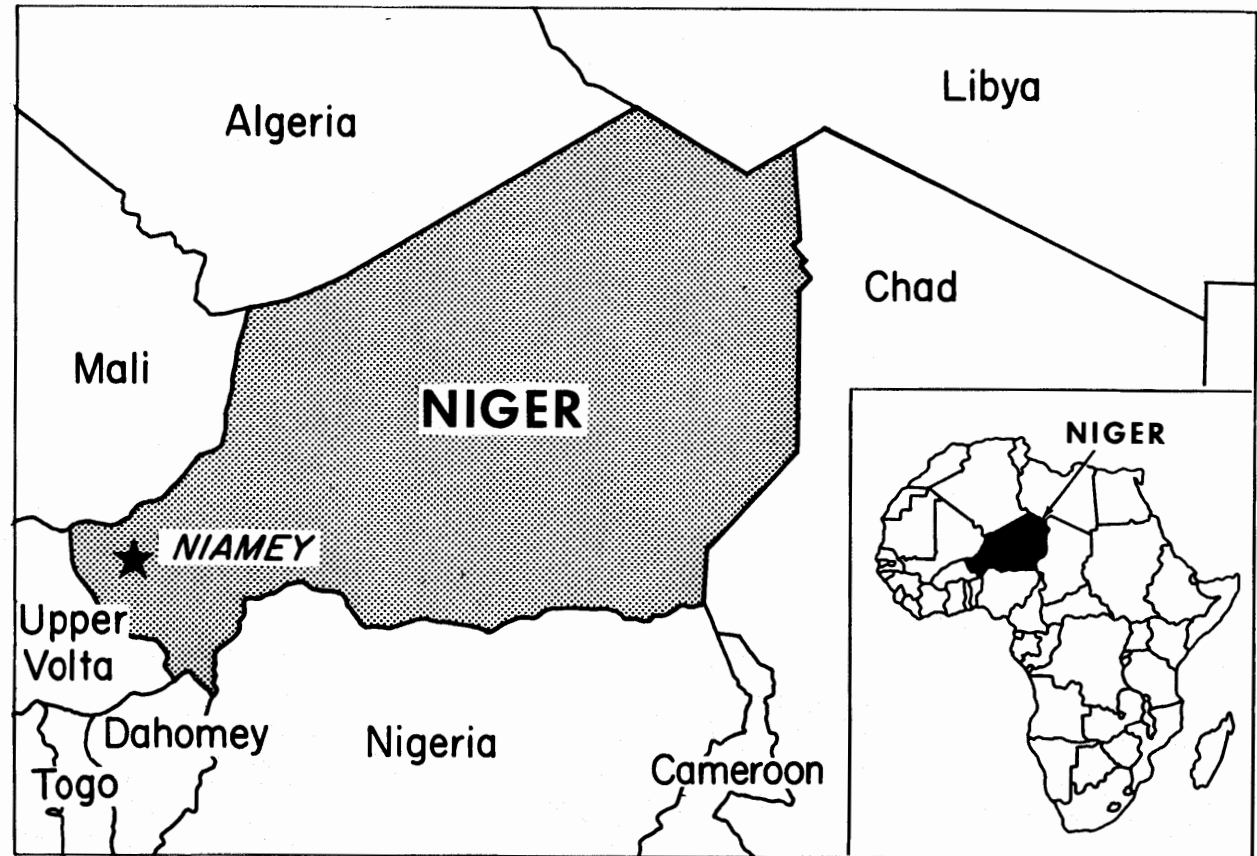 Algeria
Libya
Chad
Mali
NIGER
NIGER
NIAMEY
Upper
Volta
Dahomey
Nigeria
Togo
Cameroon